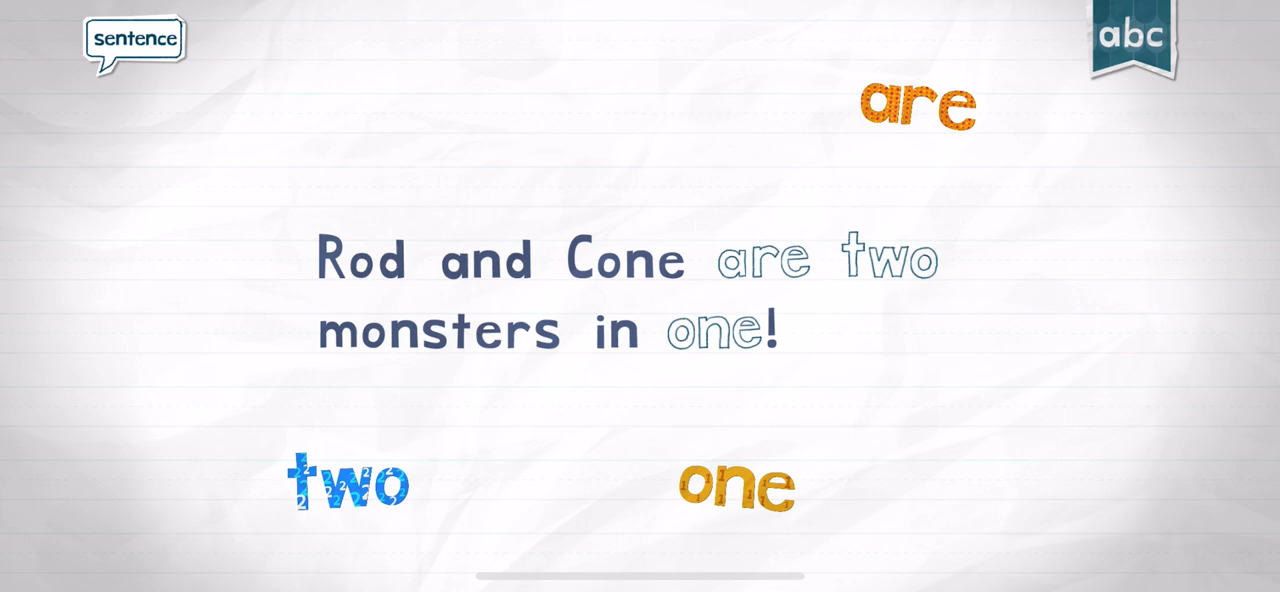 sentence
abc
are
Rod and Cone are two
monsters in one!
two
one